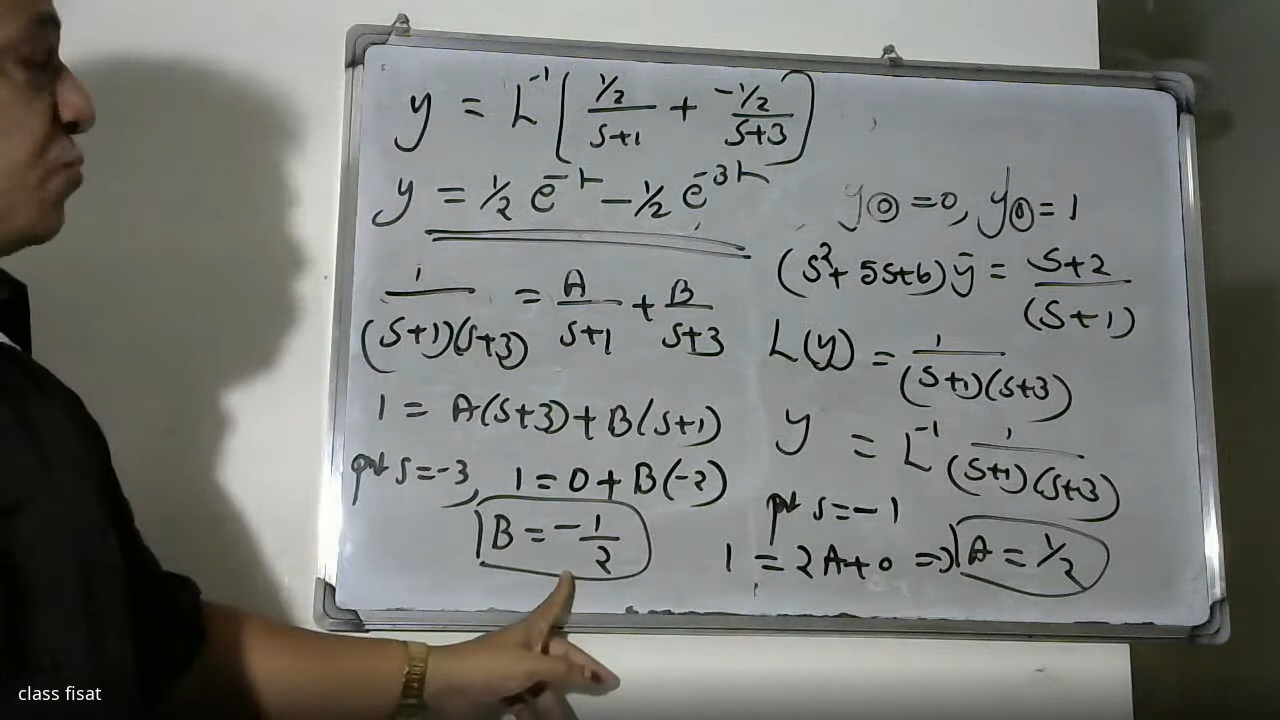 y = L⁻¹[ ½/(s+1) + -½/(s+3) ]
y = ½ e^-t - ½ e^-3t
1/((s+1)(s+3)) = A/(s+1) + B/(s+3)
1 = A(s+3) + B(s+1)
put s=-3, 1 = 0 + B(-2)
B = -1/2
y(0) = 0, y'(0) = 1
(s² + 5s + 6) ȳ = (s+2)/(s+1)
L(y) = 1/((s+1)(s+3))
y = L⁻¹ 1/((s+1)(s+3))
put s = -1
1 = 2A + 0 ⇒ A = ½
class fisat